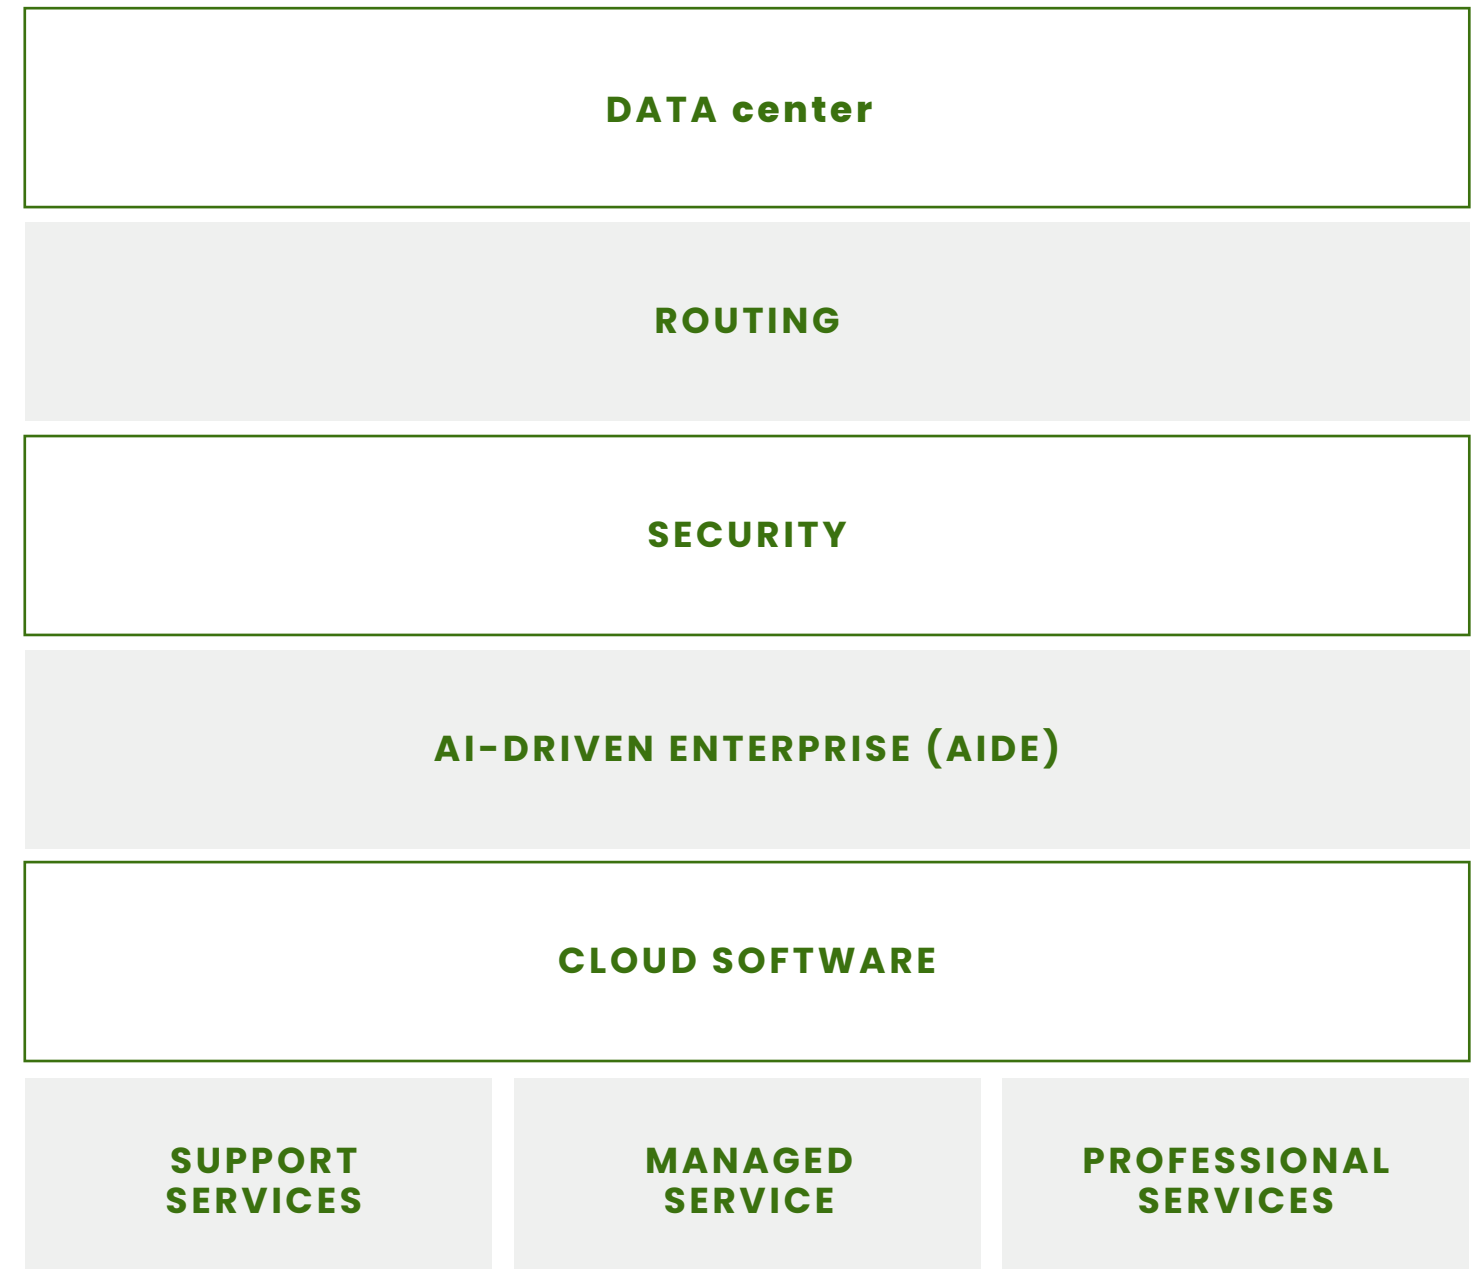 DATA center
ROUTING
SECURITY
AI-DRIVEN ENTERPRISE (AIDE)
CLOUD SOFTWARE
SUPPORT
SERVICES
MANAGED
SERVICE
PROFESSIONAL
SERVICES